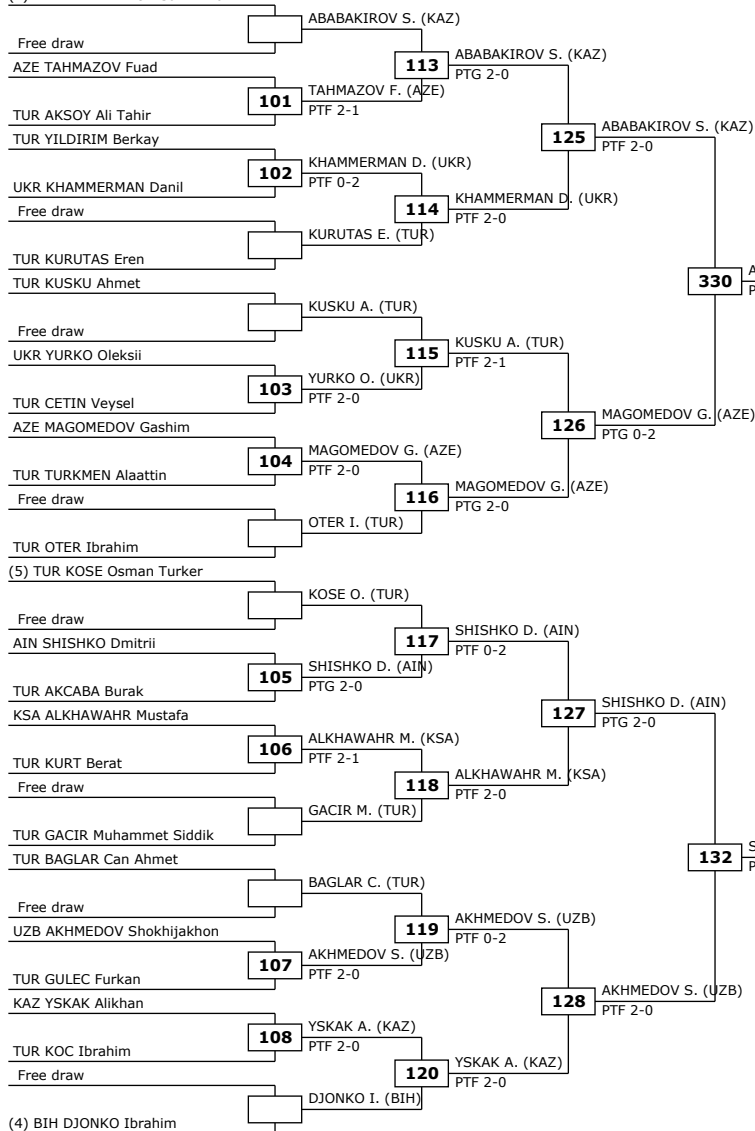 ABABAKIROV S. (KAZ)
Free draw
AZE TAHMAZOV Fuad
113
ABABAKIROV S. (KAZ)
PTG 2-0
101
TAHMAZOV F. (AZE)
PTF 2-1
TUR AKSOY Ali Tahir
TUR YILDIRIM Berkay
125
ABABAKIROV S. (KAZ)
PTF 2-0
102
KHAMMERMAN D. (UKR)
PTF 0-2
UKR KHAMMERMAN Danil
Free draw
114
KHAMMERMAN D. (UKR)
PTF 2-0
KURUTAS E. (TUR)
TUR KURUTAS Eren
TUR KUSKU Ahmet
330
KUSKU A. (TUR)
Free draw
UKR YURKO Oleksii
115
KUSKU A. (TUR)
PTF 2-1
103
YURKO O. (UKR)
PTF 2-0
TUR CETIN Veysel
AZE MAGOMEDOV Gashim
126
MAGOMEDOV G. (AZE)
PTG 0-2
104
MAGOMEDOV G. (AZE)
PTF 2-0
TUR TURKMEN Alaattin
Free draw
116
MAGOMEDOV G. (AZE)
PTG 2-0
OTER I. (TUR)
TUR OTER Ibrahim
(5) TUR KOSE Osman Turker
KOSE O. (TUR)
Free draw
AIN SHISHKO Dmitrii
117
SHISHKO D. (AIN)
PTF 0-2
105
SHISHKO D. (AIN)
PTG 2-0
TUR AKCABA Burak
KSA ALKHAWAHR Mustafa
127
SHISHKO D. (AIN)
PTG 2-0
106
ALKHAWAHR M. (KSA)
PTF 2-1
TUR KURT Berat
Free draw
118
ALKHAWAHR M. (KSA)
PTF 2-0
GACIR M. (TUR)
TUR GACIR Muhammet Siddik
TUR BAGLAR Can Ahmet
132
BAGLAR C. (TUR)
Free draw
UZB AKHMEDOV Shokhijakhon
119
AKHMEDOV S. (UZB)
PTF 0-2
107
AKHMEDOV S. (UZB)
PTF 2-0
TUR GULEC Furkan
KAZ YSKAK Alikhan
128
AKHMEDOV S. (UZB)
PTF 2-0
108
YSKAK A. (KAZ)
PTF 2-0
TUR KOC Ibrahim
Free draw
120
YSKAK A. (KAZ)
PTF 2-0
DJONKO I. (BIH)
(4) BIH DJONKO Ibrahim